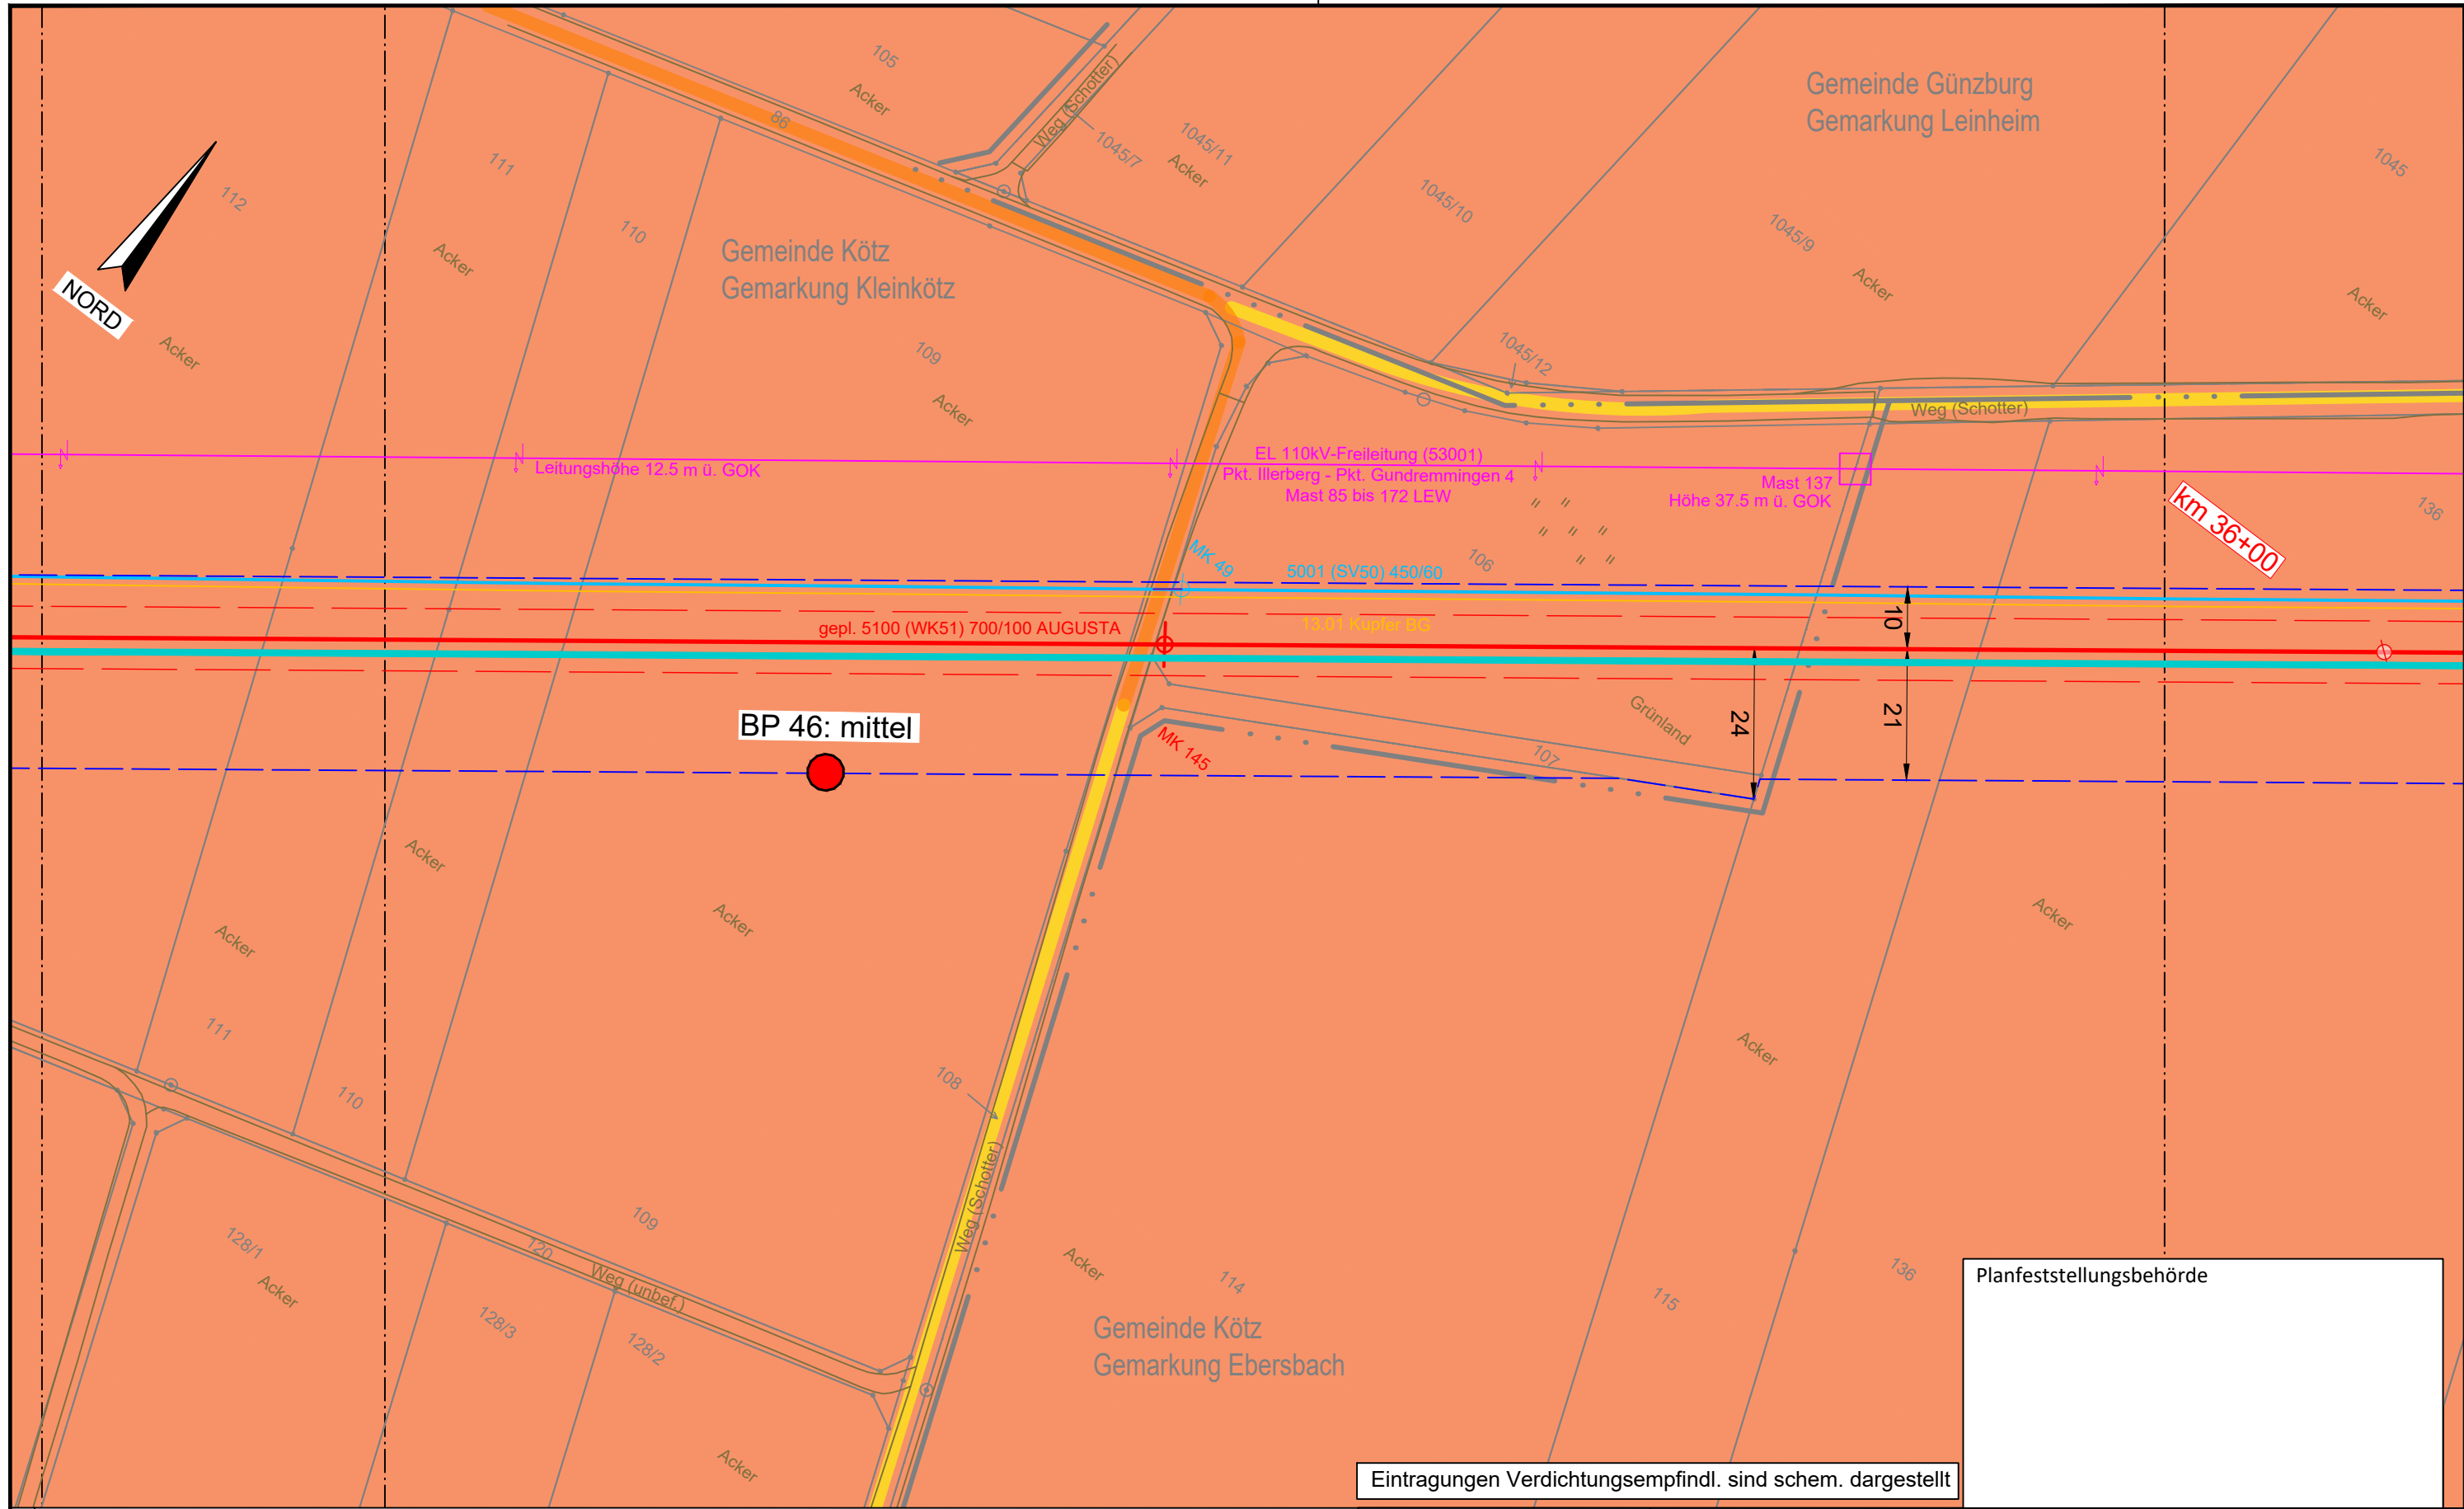 105
Acker
86
Weg (Schotter)
1045/7
1045/11
Acker
Gemeinde Günzburg
Gemarkung Leinheim
1045
111
112
110
1045/10
1045/9
Acker
Acker
Gemeinde Kötz
Gemarkung Kleinkötz
Acker
NORD
Acker
109
Acker
1045/12
Weg (Schotter)
Leitungshöhe 12.5 m ü. GOK
EL 110kV-Freileitung (53001)
Pkt. Illerberg - Pkt. Gundremmingen 4
Mast 85 bis 172 LEW
Mast 137
Höhe 37.5 m ü. GOK
km 36+00
136
MK 49
5001 (SV50) 450/60
106
10
gepl. 5100 (WK51) 700/100 AUGUSTA
13.01 Kupfer BG
BP 46: mittel
MK 145
Grünland
107
24
21
Acker
Acker
Acker
Acker
111
110
108
Acker
109
120
Weg (unbef.)
128/1
Acker
128/3
128/2
Weg (Schotter)
Acker
114
Gemeinde Kötz
Gemarkung Ebersbach
115
136
Acker
Planfeststellungsbehörde
Eintragungen Verdichtungsempfindl. sind schem. dargestellt